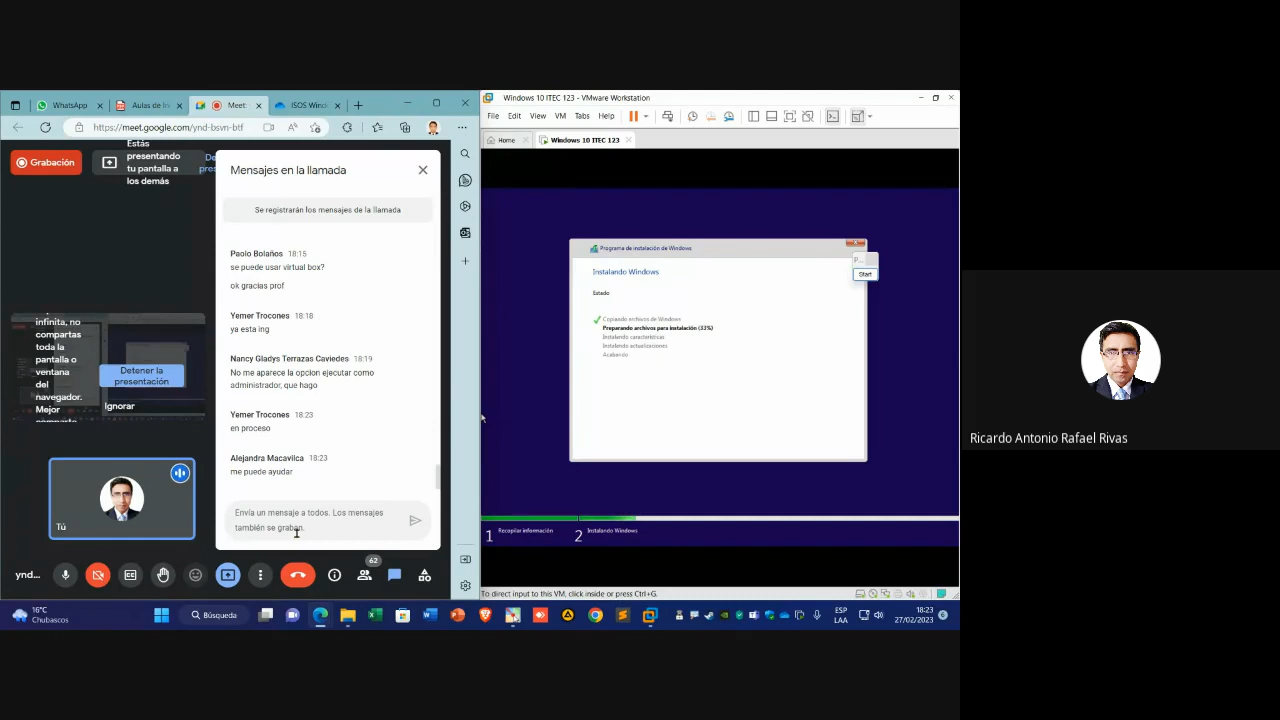 WhatsApp
Aulas de In
Meet:
ISOS Wind
https://meet.google.com/ynd-bsvn-btf
Grabación
Estás
presentando
tu pantalla a
los demás
De
pres
Mensajes en la llamada
Se registrarán los mensajes de la llamada
Paolo Bolaños 18:15
se puede usar virtual box?
ok gracias prof
Yemer Trocones 18:18
ya esta ing
Nancy Gladys Terrazas Caviedes 18:19
No me aparece la opcion ejecutar como
administrador, que hago
Yemer Trocones 18:23
en proceso
Alejandra Macavilca 18:23
me puede ayudar
Envía un mensaje a todos. Los mensajes
también se graban.
infinita, no
compartas
toda la
pantalla o
ventana
del
navegador.
Mejor
Detener la
presentación
Ignorar
Tú
ynd...
62
Windows 10 ITEC 123 - VMware Workstation
File Edit View VM Tabs Help
Home
Windows 10 ITEC 123
Programa de instalación de Windows
Instalando Windows
Estado
Copiando archivos de Windows
Preparando archivos para instalación (33%)
Instalando características
Instalando actualizaciones
Acabando
P...
Start
1 Recopilar información
2 Instalando Windows
To direct input to this VM, click inside or press Ctrl+G.
16°C
Chubascos
Búsqueda
ESP
LAA
18:23
27/02/2023
Ricardo Antonio Rafael Rivas